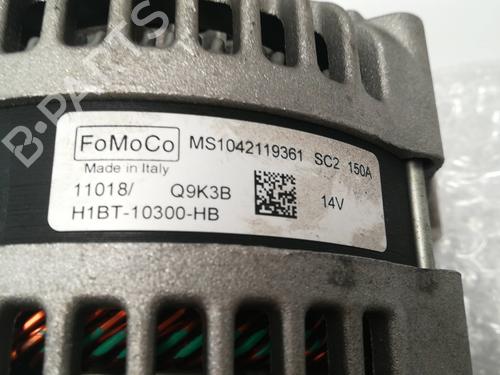 B-PARTS
FoMoCo MS1042119361 SC2 150A
Made in Italy
11018/ Q9K3B 14V
H1BT-10300-HB